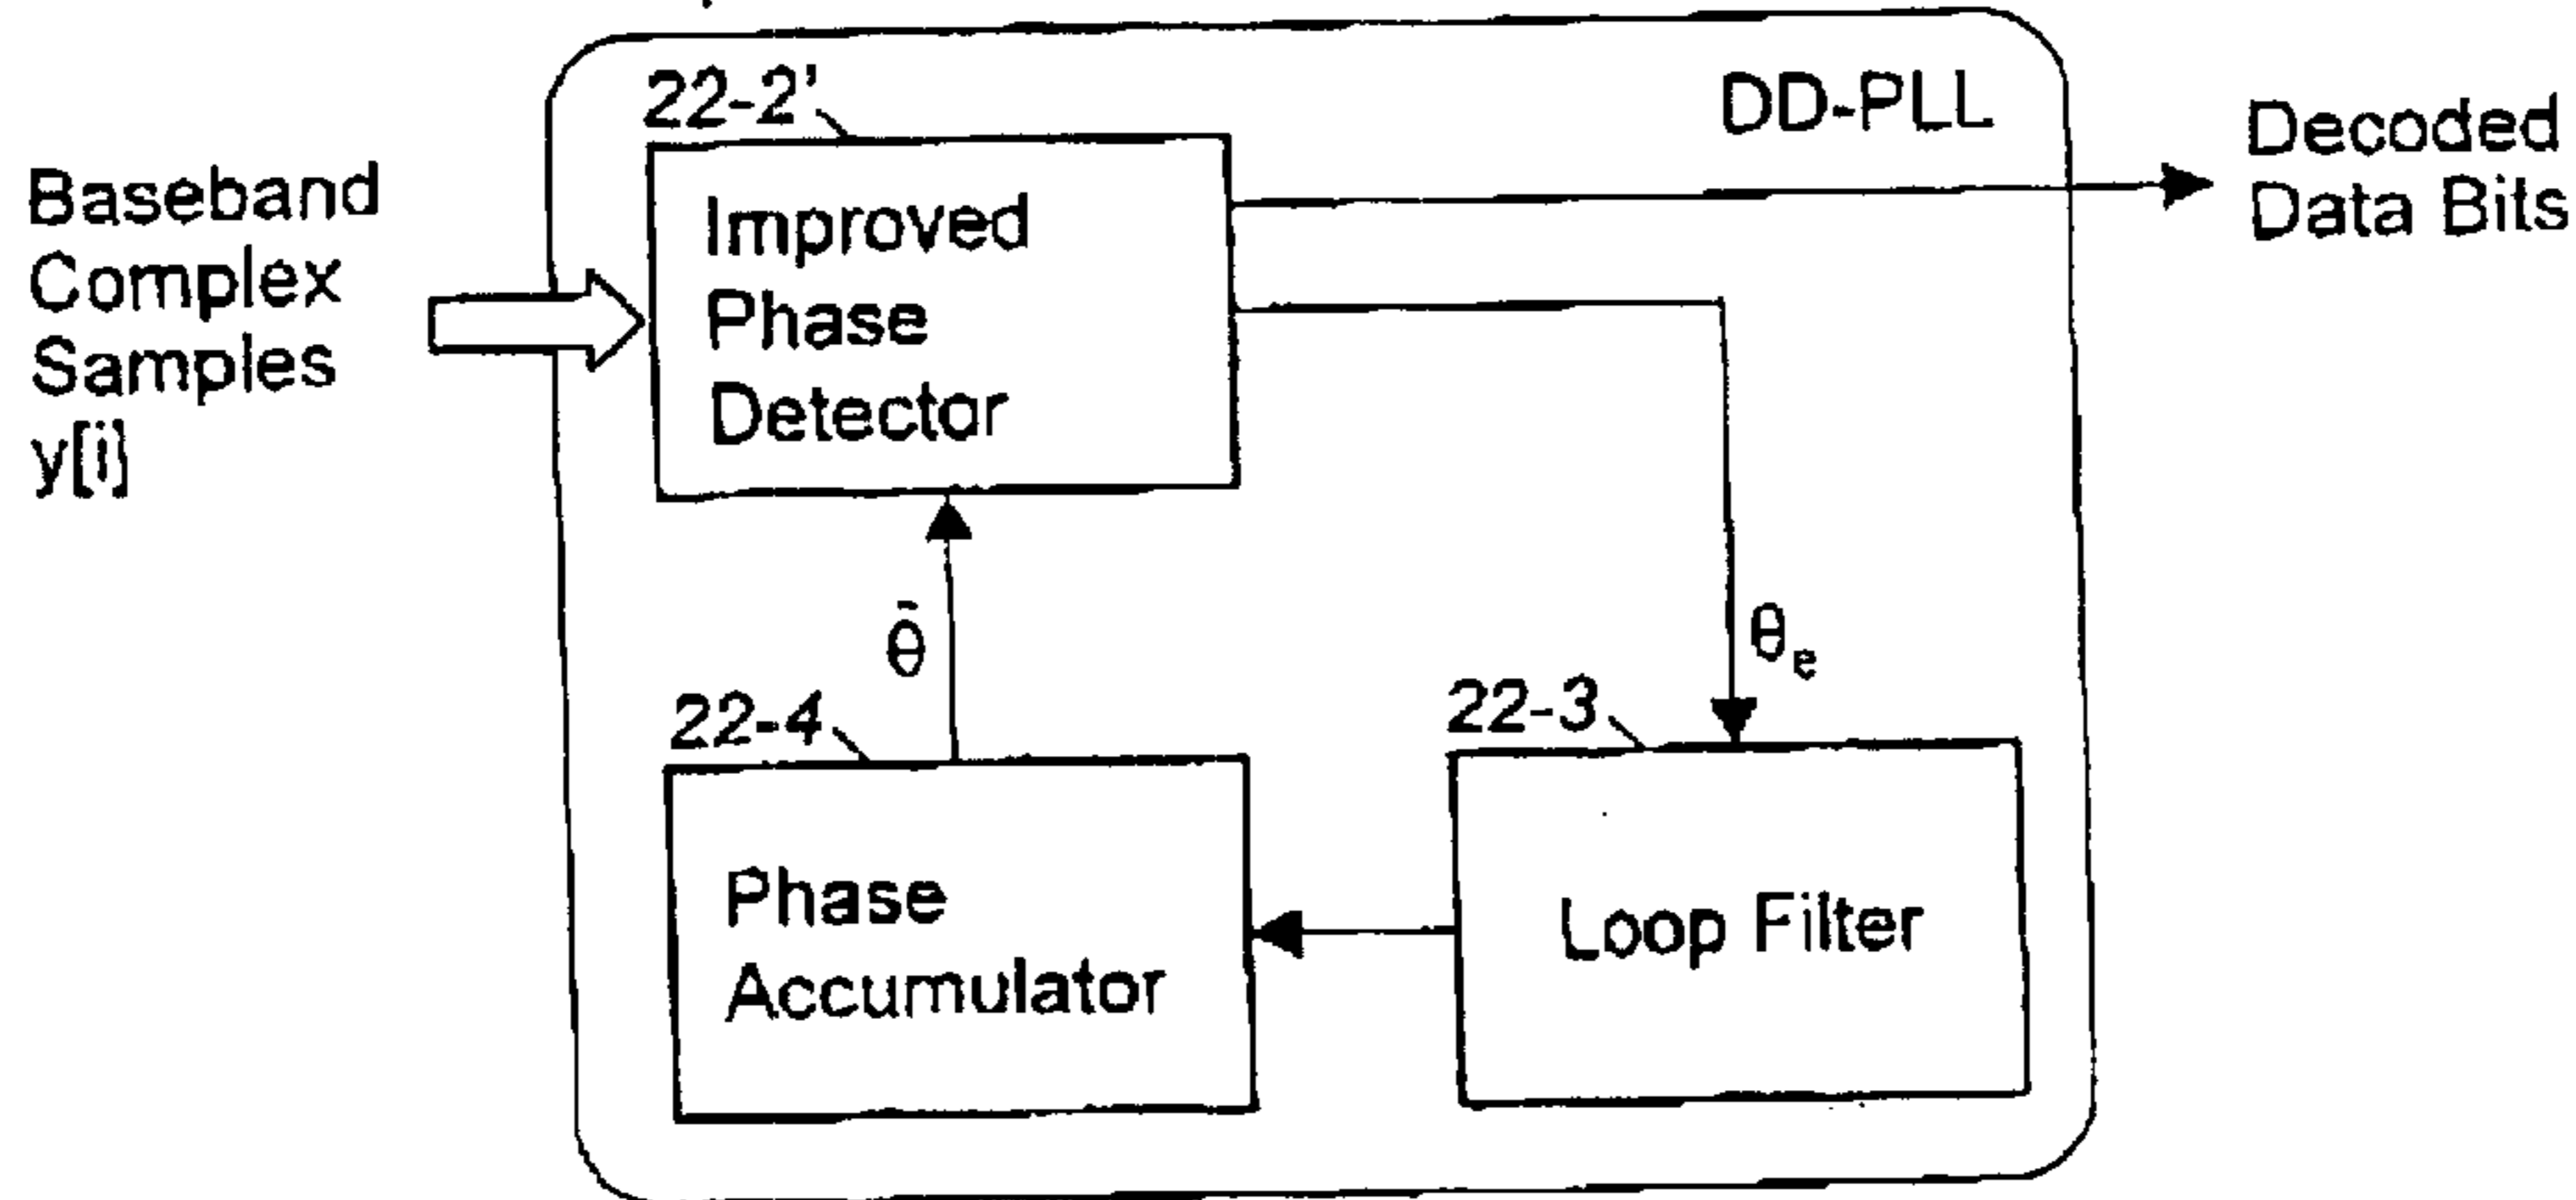 22-2'
DD-PLL
Baseband
Complex
Samples
y[i]
Improved
Phase
Detector
Decoded
Data Bits
θ̄
θe
22-4
22-3
Phase
Accumulator
Loop Filter